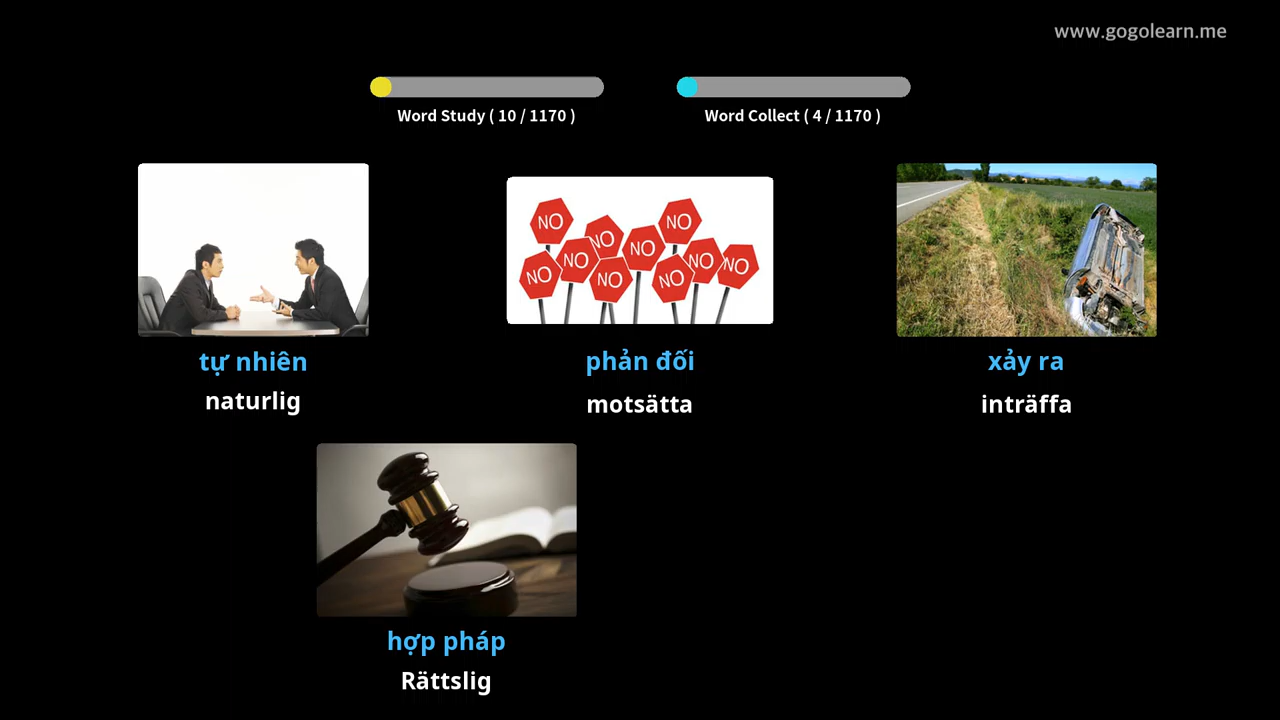 www.gogolearn.me
Word Study ( 10 / 1170 )
Word Collect ( 4 / 1170 )
NO
NO
NO
NO
NO
NO
NO
NO
NO
NO
tự nhiên
naturlig
phản đối
motsätta
xảy ra
inträffa
hợp pháp
Rättslig